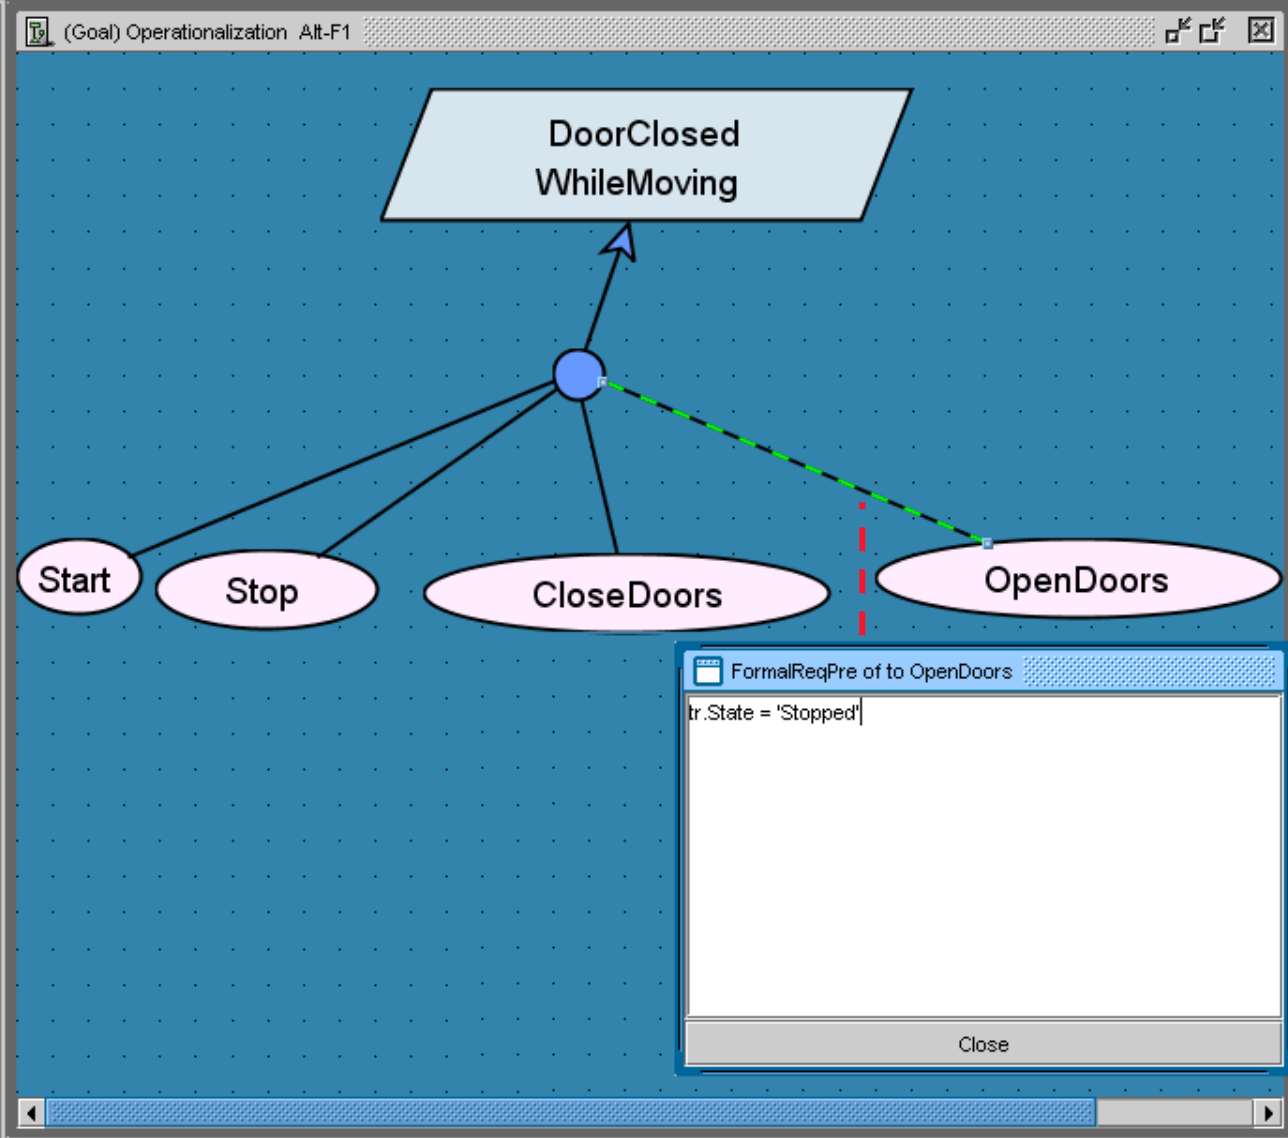 (Goal) Operationalization Alt-F1
DoorClosed
WhileMoving
Start
Stop
CloseDoors
OpenDoors
FormalReqPre of to OpenDoors
tr.State = 'Stopped'
Close